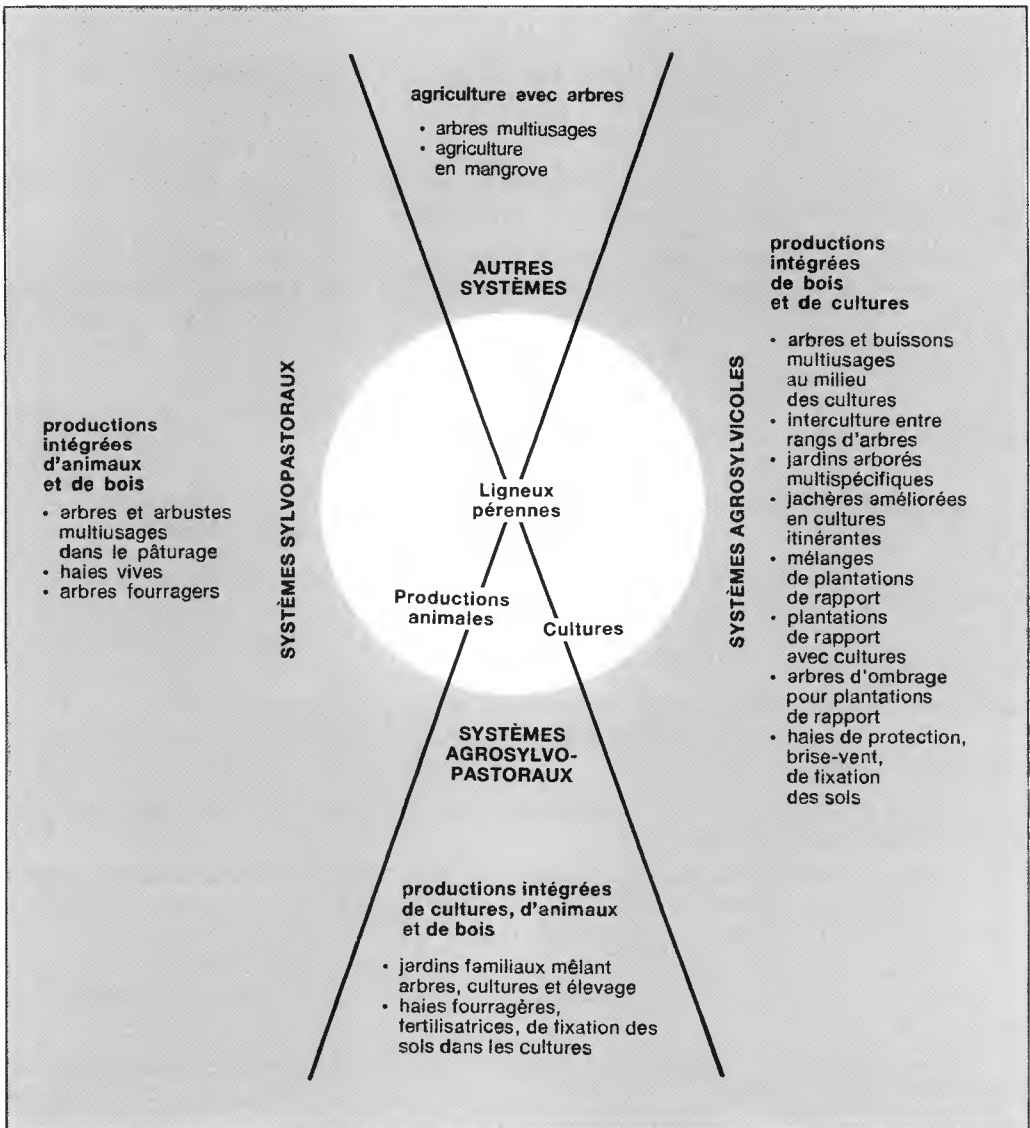 agriculture avec arbres
• arbres multiusages
• agriculture
en mangrove
AUTRES
SYSTÈMES
productions
intégrées
d'animaux
et de bois
• arbres et arbustes
multiusages
dans le pâturage
• haies vives
• arbres fourragers
SYSTÈMES SYLVOPASTORAUX
Ligneux
pérennes
Productions
animales
Cultures
SYSTÈMES AGROSYLVICOLES
productions
intégrées
de bois
et de cultures
• arbres et buissons
multiusages
au milieu
des cultures
• interculture entre
rangs d'arbres
• jardins arborés
multispécifiques
• jachères améliorées
en cultures
itinérantes
• mélanges
de plantations
de rapport
• plantations
de rapport
avec cultures
• arbres d'ombrage
pour plantations
de rapport
• haies de protection,
brise-vent,
de fixation
des sols
SYSTÈMES
AGROSYLVO-
PASTORAUX
productions intégrées
de cultures, d'animaux
et de bois
• jardins familiaux mêlant
arbres, cultures et élevage
• haies fourragères,
fertilisatrices, de fixation des
sols dans les cultures